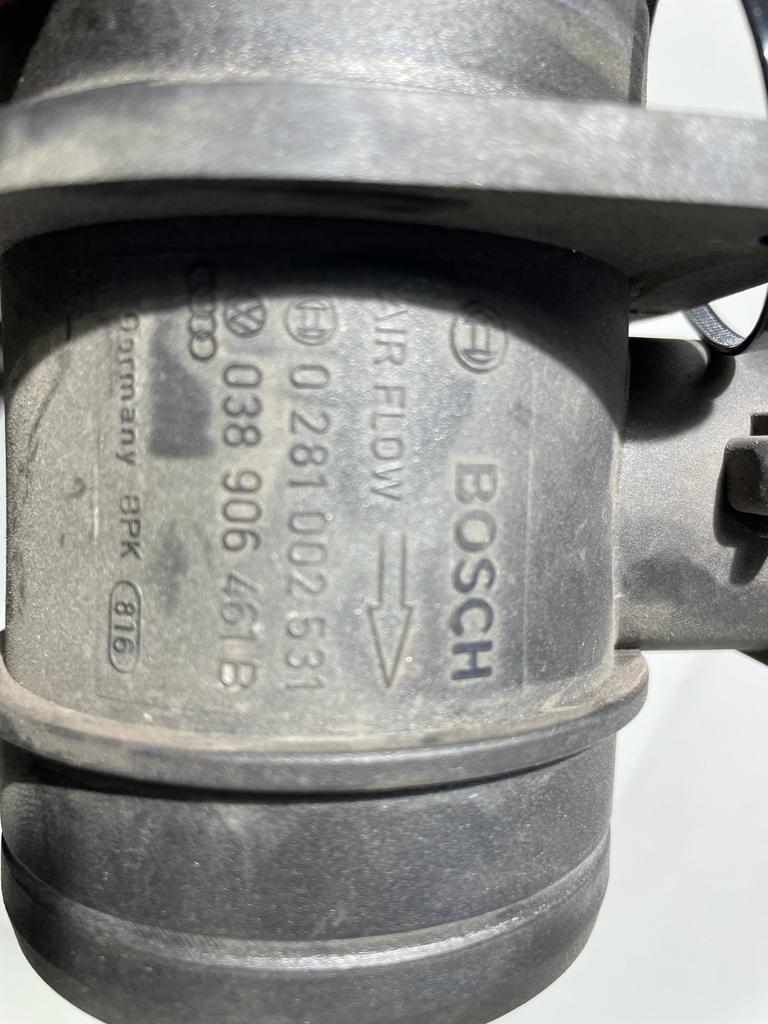 BOSCH
AIR FLOW
0 281 002 531
038 906 461 B
Germany BPK 816